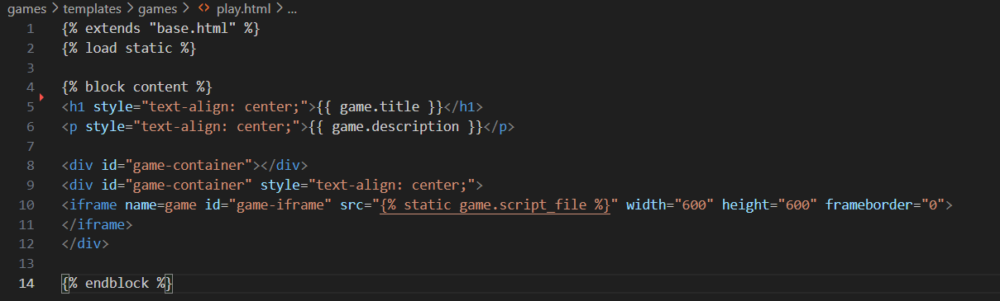 games > templates > games > <> play.html > ...
1 {% extends "base.html" %}
2 {% load static %}
3
4 {% block content %}
5 <h1 style="text-align: center;">{{ game.title }}</h1>
6 <p style="text-align: center;">{{ game.description }}</p>
7
8 <div id="game-container"></div>
9 <div id="game-container" style="text-align: center;">
10 <iframe name=game id="game-iframe" src="{% static game.script_file %}" width="600" height="600" frameborder="0">
11 </iframe>
12 </div>
13
14 {% endblock %}